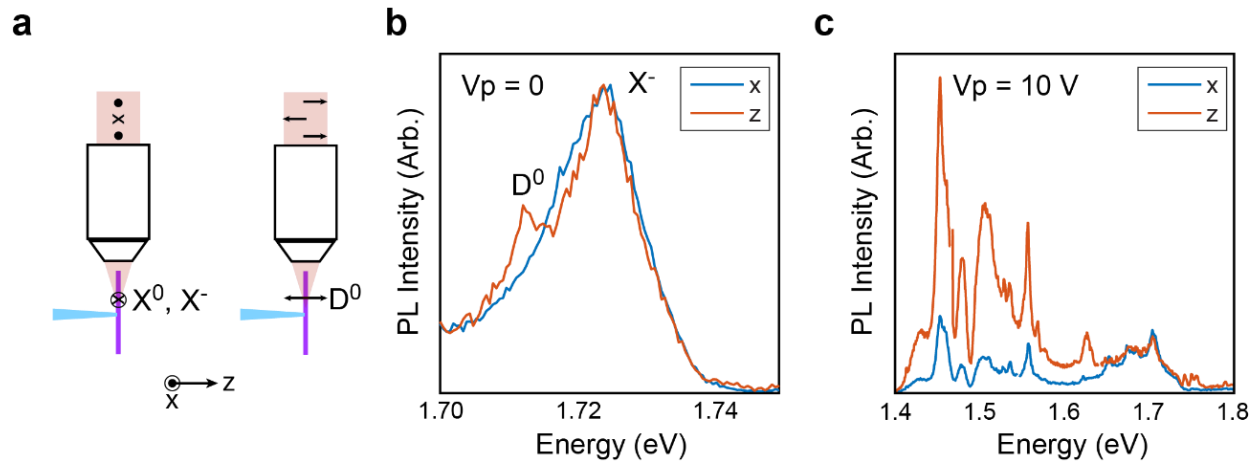 a
X⁰, X⁻
D⁰
z
x
b
Vp = 0
X⁻
x
z
D⁰
PL Intensity (Arb.)
1.70
1.72
1.74
Energy (eV)
c
Vp = 10 V
x
z
PL Intensity (Arb.)
1.4
1.5
1.6
1.7
1.8
Energy (eV)